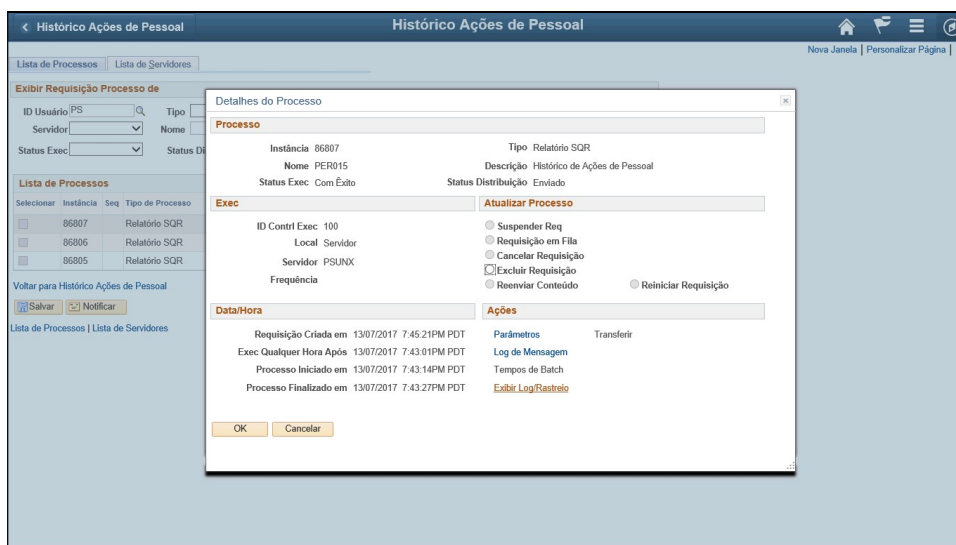 Histórico Ações de Pessoal
Histórico Ações de Pessoal
Nova Janela | Personalizar Página |
Lista de Processos
Lista de Servidores
Exibir Requisição Processo de
ID Usuário PS
Tipo
Servidor
Nome
Status Exec
Status Di
Lista de Processos
Selecionar Instância Seq Tipo de Processo
86807 Relatório SQR
86806 Relatório SQR
86805 Relatório SQR
Voltar para Histórico Ações de Pessoal
Salvar Notificar
Lista de Processos | Lista de Servidores
Detalhes do Processo
Processo
Instância 86807 Tipo Relatório SQR
Nome PER015 Descrição Histórico de Ações de Pessoal
Status Exec Com Êxito Status Distribuição Enviado
Exec
ID Contrl Exec 100
Local Servidor
Servidor PSUNX
Frequência
Atualizar Processo
Suspender Req
Requisição em Fila
Cancelar Requisição
Excluir Requisição
Reenviar Conteúdo Reiniciar Requisição
Data/Hora
Requisição Criada em 13/07/2017 7:45:21PM PDT
Exec Qualquer Hora Após 13/07/2017 7:43:01PM PDT
Processo Iniciado em 13/07/2017 7:43:14PM PDT
Processo Finalizado em 13/07/2017 7:43:27PM PDT
Ações
Parâmetros Transferir
Log de Mensagem
Tempos de Batch
Exibir Log/Rastreio
OK Cancelar